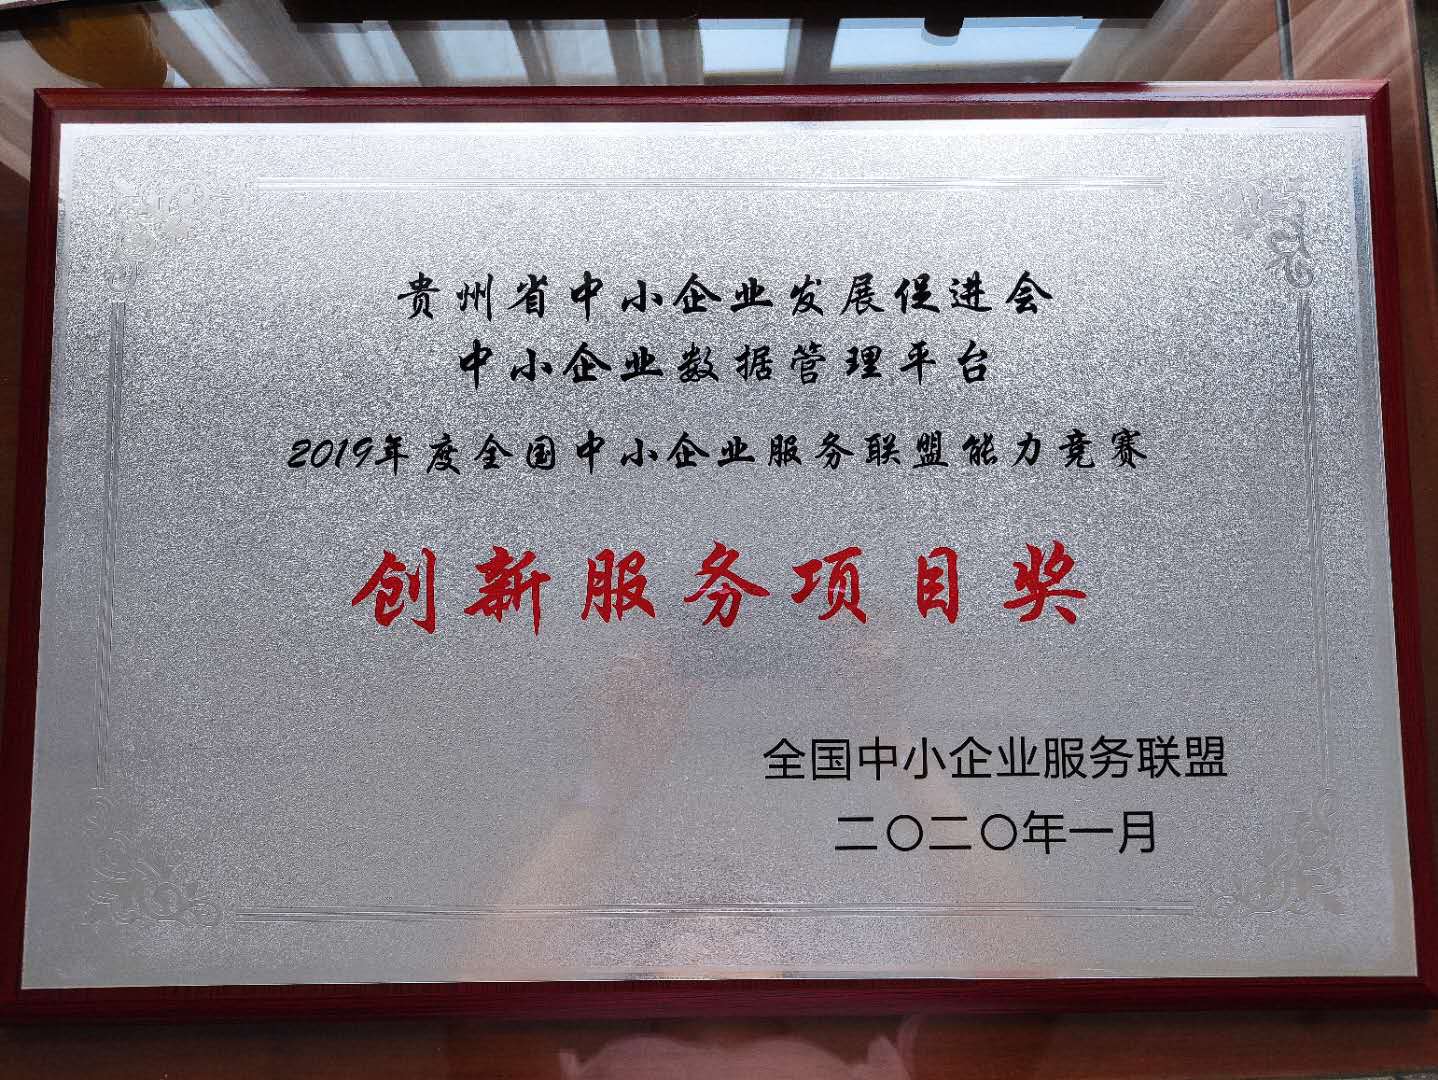 贵州省中小企业发展促进会
中小企业数据管理平台
2019年度全国中小企业服务联盟能力竞赛
创新服务项目奖
全国中小企业服务联盟
二〇二〇年一月